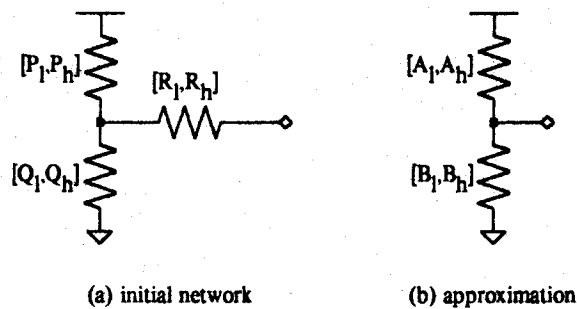 [P_l,P_h]
[R_l,R_h]
[Q_l,Q_h]
[A_l,A_h]
[B_l,B_h]
(a) initial network
(b) approximation